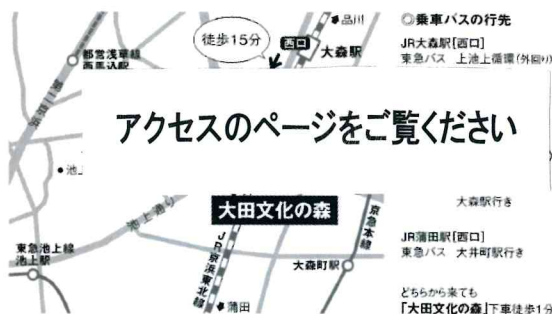 品川
徒歩15分
西口
大森駅
都営浅草線
西馬込駅
第二京浜
アクセスのページをご覧ください
池上通り
大田文化の森
JR京浜東北線
京急本線
東急池上線
池上駅
大森町駅
蒲田
◎乗車バスの行先
JR大森駅[西口]
東急バス 上池上循環(外回り)
大森駅行き
JR蒲田駅[西口]
東急バス 大井町駅行き
どちらから来ても
「大田文化の森」下車徒歩1分